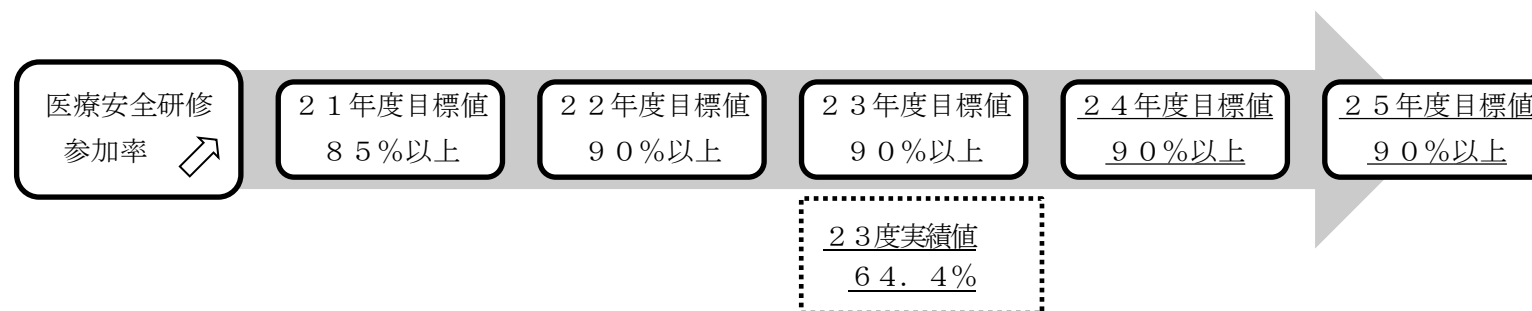 医療安全研修
参加率
２１年度目標値
８５％以上
２２年度目標値
９０％以上
２３年度目標値
９０％以上
２４年度目標値
９０％以上
２５年度目標値
９０％以上
２３度実績値
６４．４％